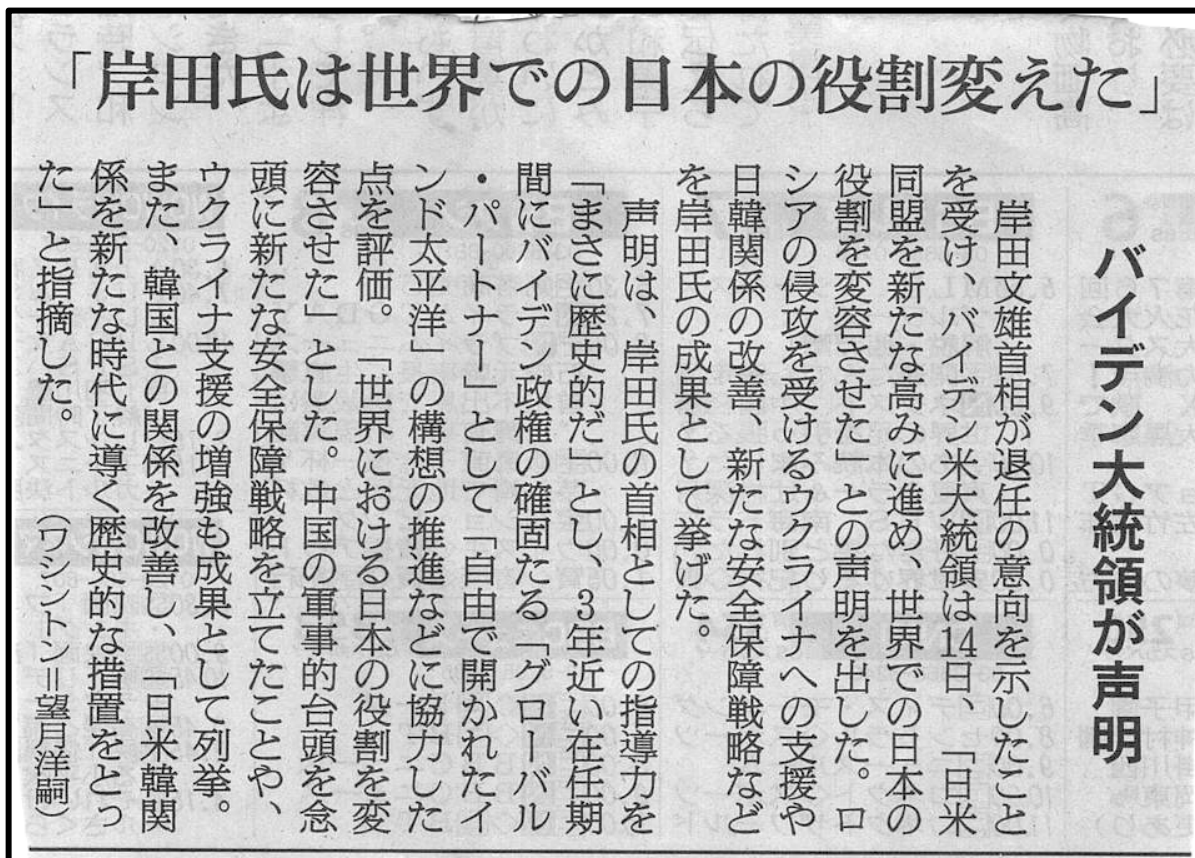 「岸田氏は世界での日本の役割変えた」
バイデン大統領が声明
岸田文雄首相が退任の意向を示したこと
を受け、バイデン米大統領は14日、「日米
同盟を新たな高みに進め、世界での日本の
役割を変容させた」との声明を出した。ロ
シアの侵攻を受けるウクライナへの支援や
日韓関係の改善、新たな安全保障戦略など
を岸田氏の成果として挙げた。
声明は、岸田氏の首相としての指導力を
「まさに歴史的だ」とし、3年近い在任期
間にバイデン政権の確固たる「グローバル
・パートナー」として「自由で開かれたイ
ンド太平洋」の構想の推進などに協力した
点を評価。「世界における日本の役割を変
容させた」とした。中国の軍事的台頭を念
頭に新たな安全保障戦略を立てたことや、
ウクライナ支援の増強も成果として列挙。
また、韓国との関係を改善し、「日米韓関
係を新たな時代に導く歴史的な措置をとっ
た」と指摘した。（ワシントン＝望月洋嗣）